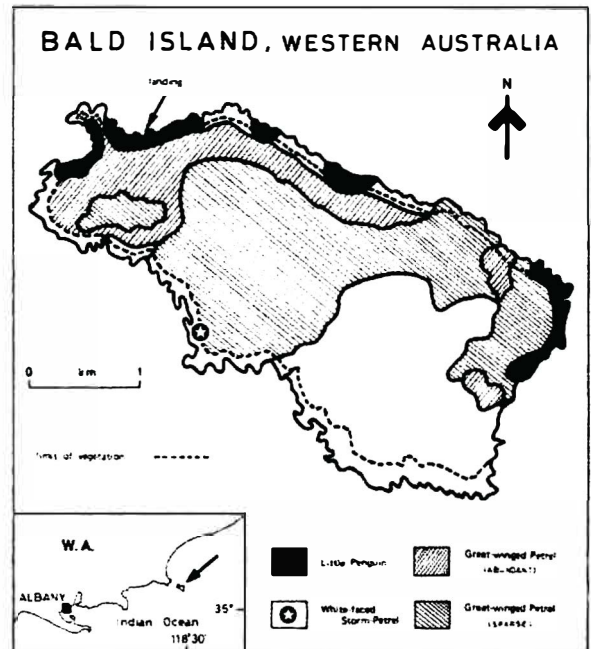 BALD ISLAND, WESTERN AUSTRALIA
landing
N
0 km 1
limit of vegetation
W.A.
ALBANY
Indian Ocean
35°
118°30'
Little Penguin
White-faced
Storm-Petrel
Great-winged Petrel
(ABUNDANT)
Great-winged Petrel
(SPARSE)